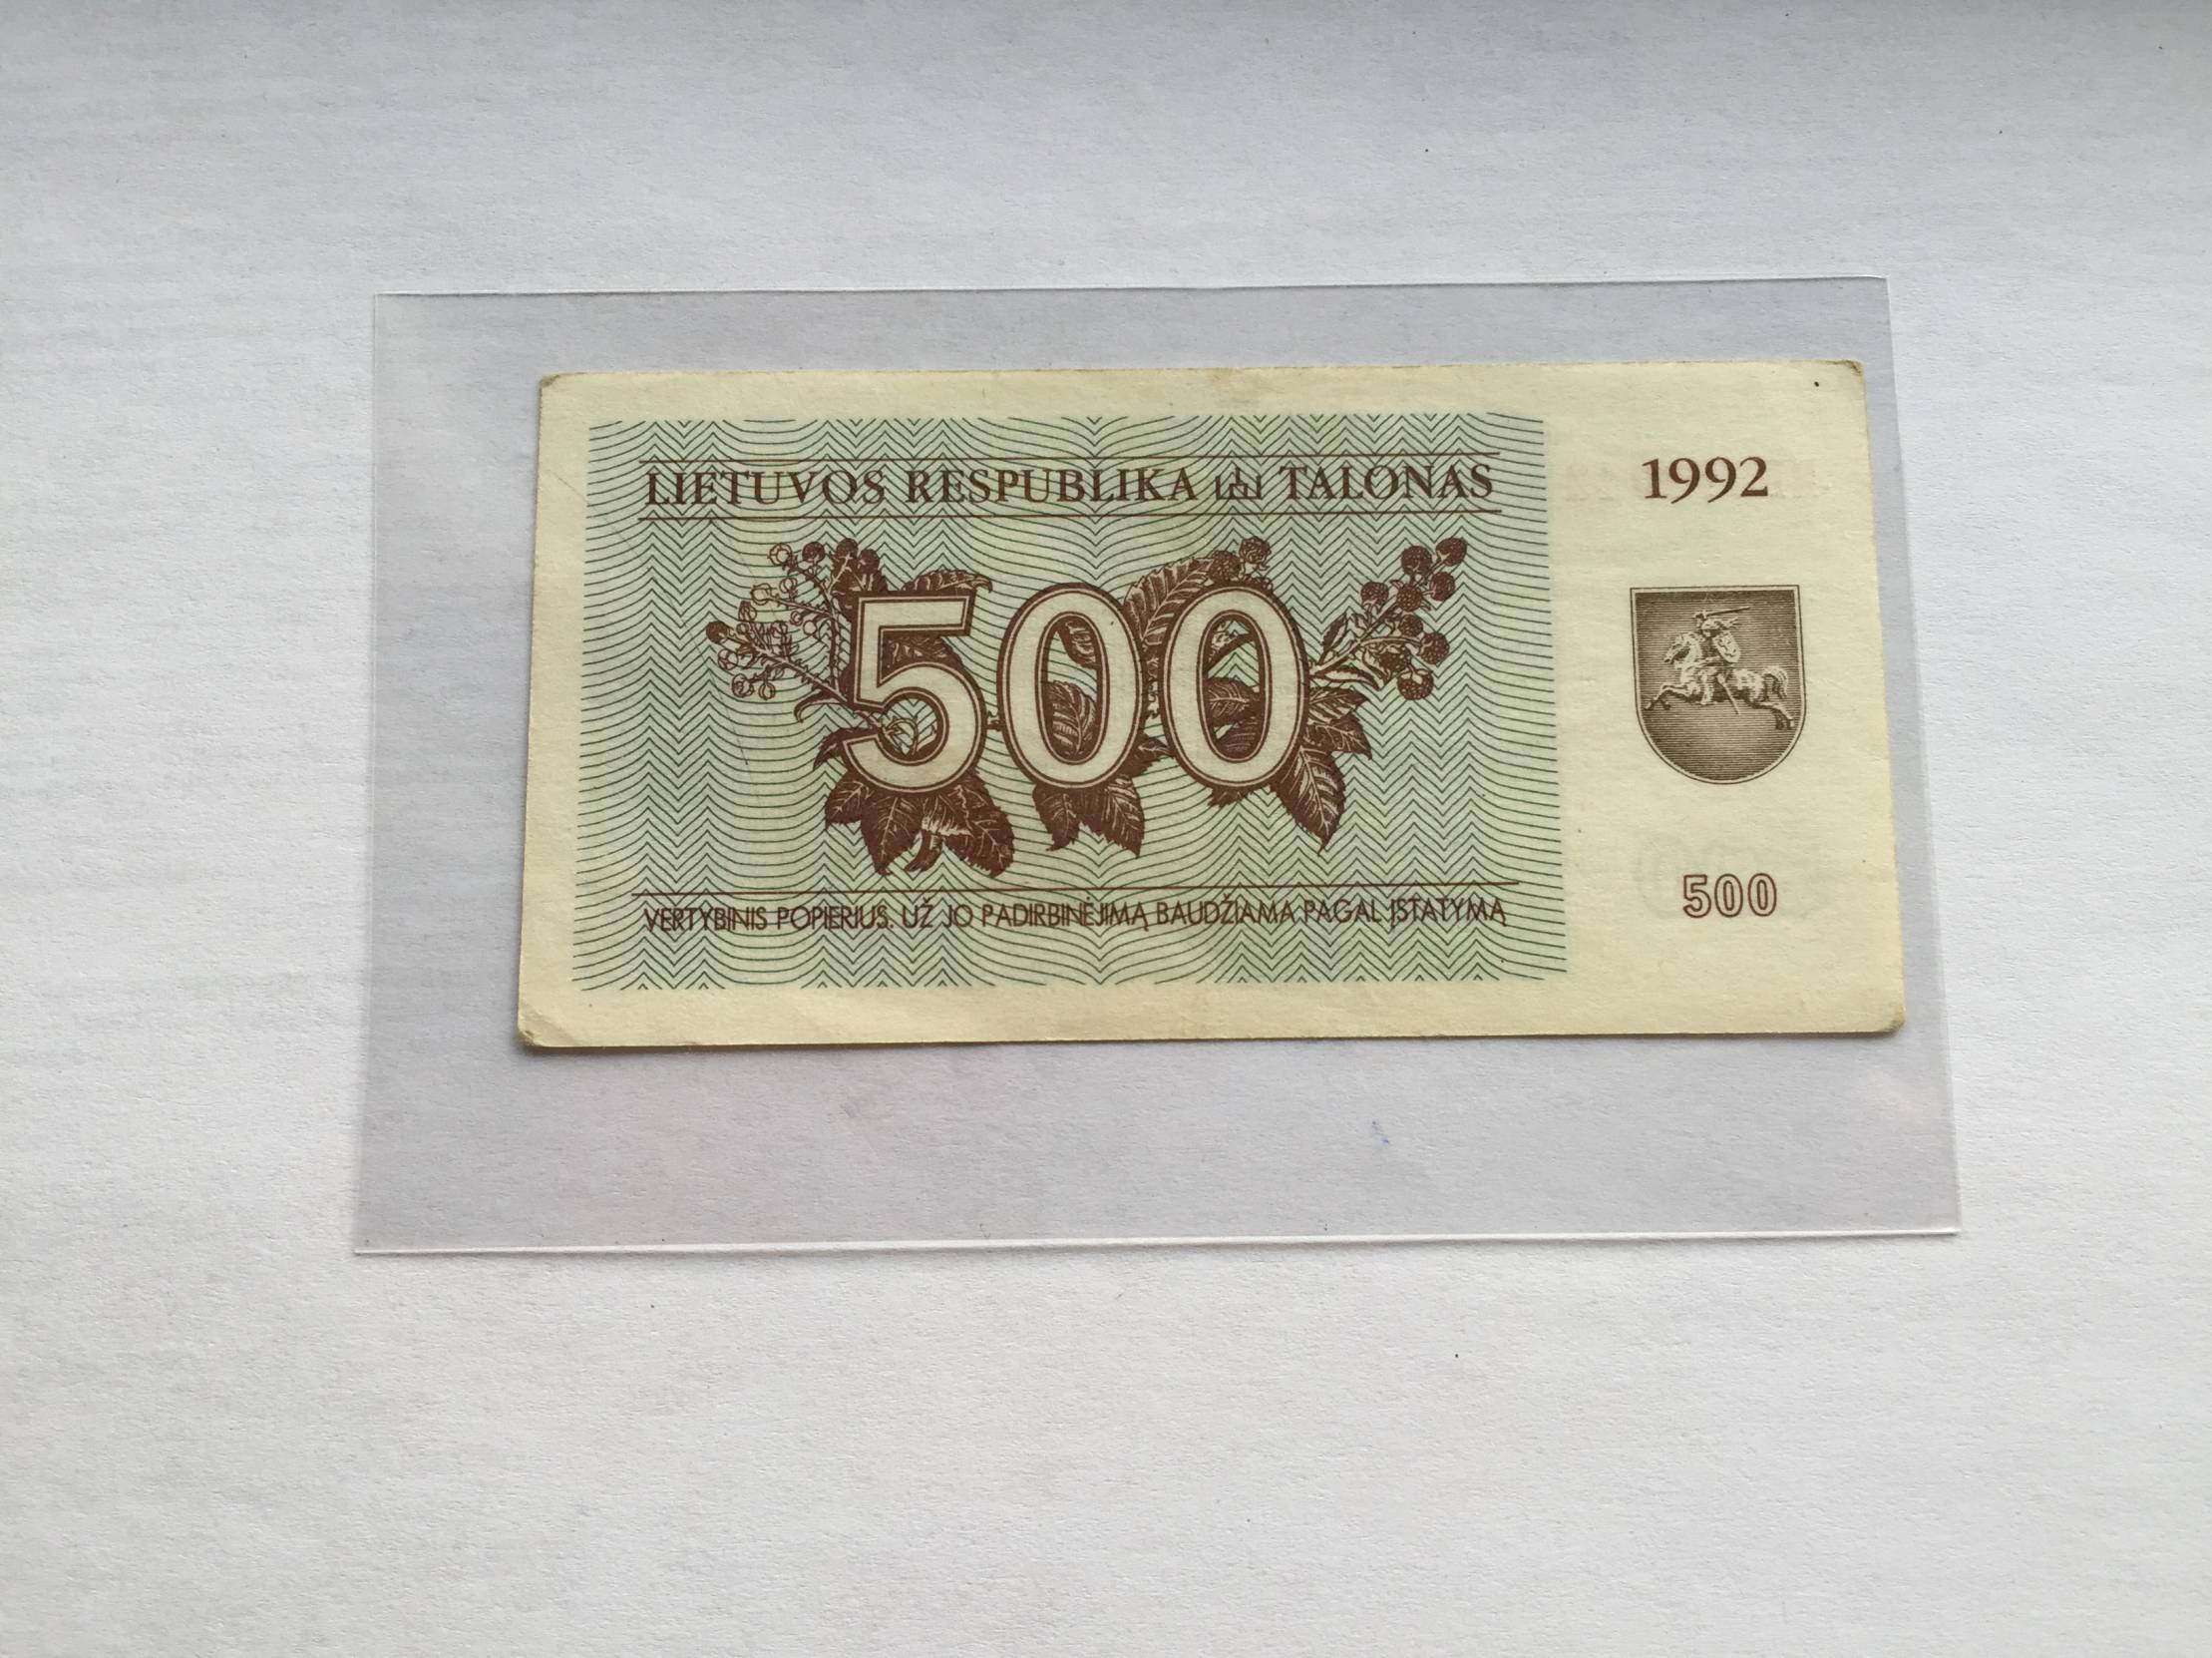 LIETUVOS RESPUBLIKA TALONAS
1992
500
500
VERTYBINIS POPIERIUS. UŽ JO PADIRBINĖJIMĄ BAUDŽIAMA PAGAL ĮSTATYMĄ